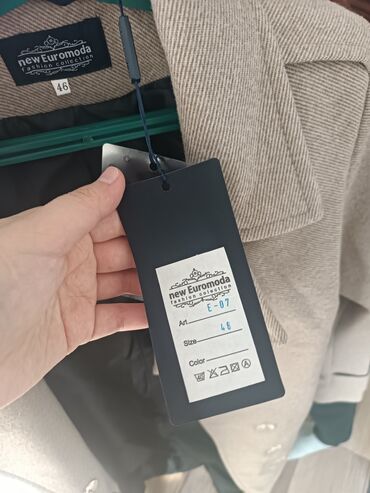 new Euromoda
fashion collection
46
new Euromoda
fashion collection
Art. E-07
Size 46
Color